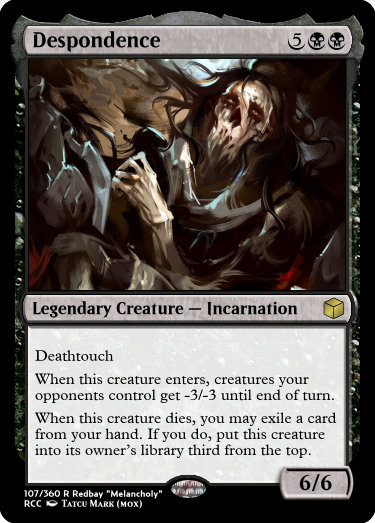 Despondence 5
Legendary Creature — Incarnation
Deathtouch
When this creature enters, creatures your
opponents control get -3/-3 until end of turn.
When this creature dies, you may exile a card
from your hand. If you do, put this creature
into its owner's library third from the top.
6/6
107/360 R Redbay "Melancholy"
RCC Tatcu Mark (mox)